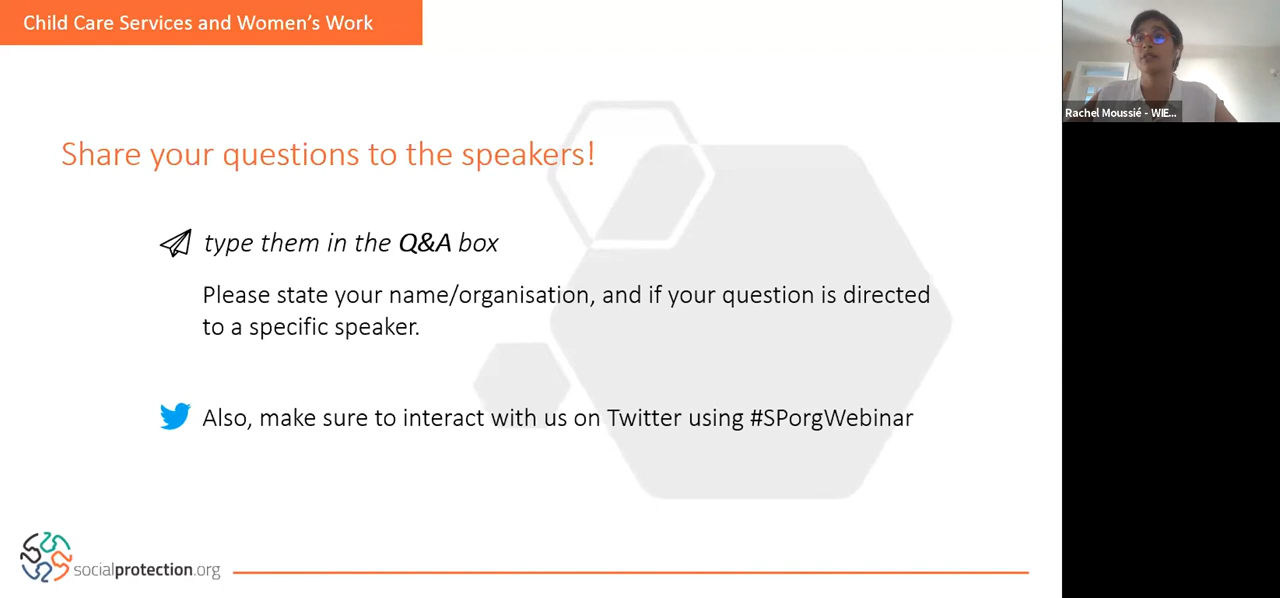 Child Care Services and Women's Work
Rachel Moussié - WIE...
Share your questions to the speakers!
type them in the Q&A box
Please state your name/organisation, and if your question is directed
to a specific speaker.
Also, make sure to interact with us on Twitter using #SPorgWebinar
socialprotection.org